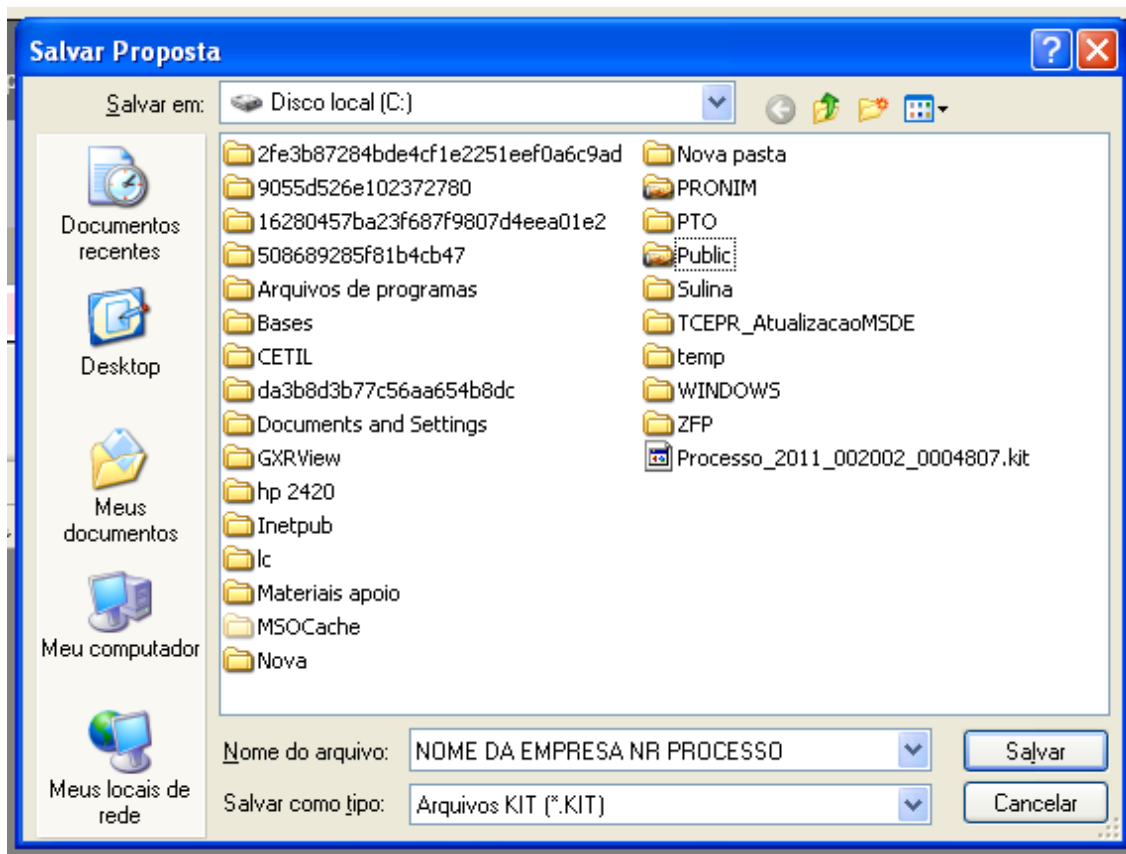 Salvar Proposta
Salvar em:
Disco local (C:)
Documentos
recentes
Desktop
Meus
documentos
Meu computador
Meus locais de
rede
2fe3b87284bde4cf1e2251eef0a6c9ad
9055d526e102372780
16280457ba23f687f9807d4eea01e2
508689285f81b4cb47
Arquivos de programas
Bases
CETIL
da3b8d3b77c56aa654b8dc
Documents and Settings
GXRView
hp 2420
Inetpub
lc
Materiais apoio
MSOCache
Nova
Nova pasta
PRONIM
PTO
Public
Sulina
TCEPR_AtualizacaoMSDE
temp
WINDOWS
ZFP
Processo_2011_002002_0004807.kit
Nome do arquivo:
NOME DA EMPRESA NR PROCESSO
Salvar
Salvar como tipo:
Arquivos KIT (*.KIT)
Cancelar